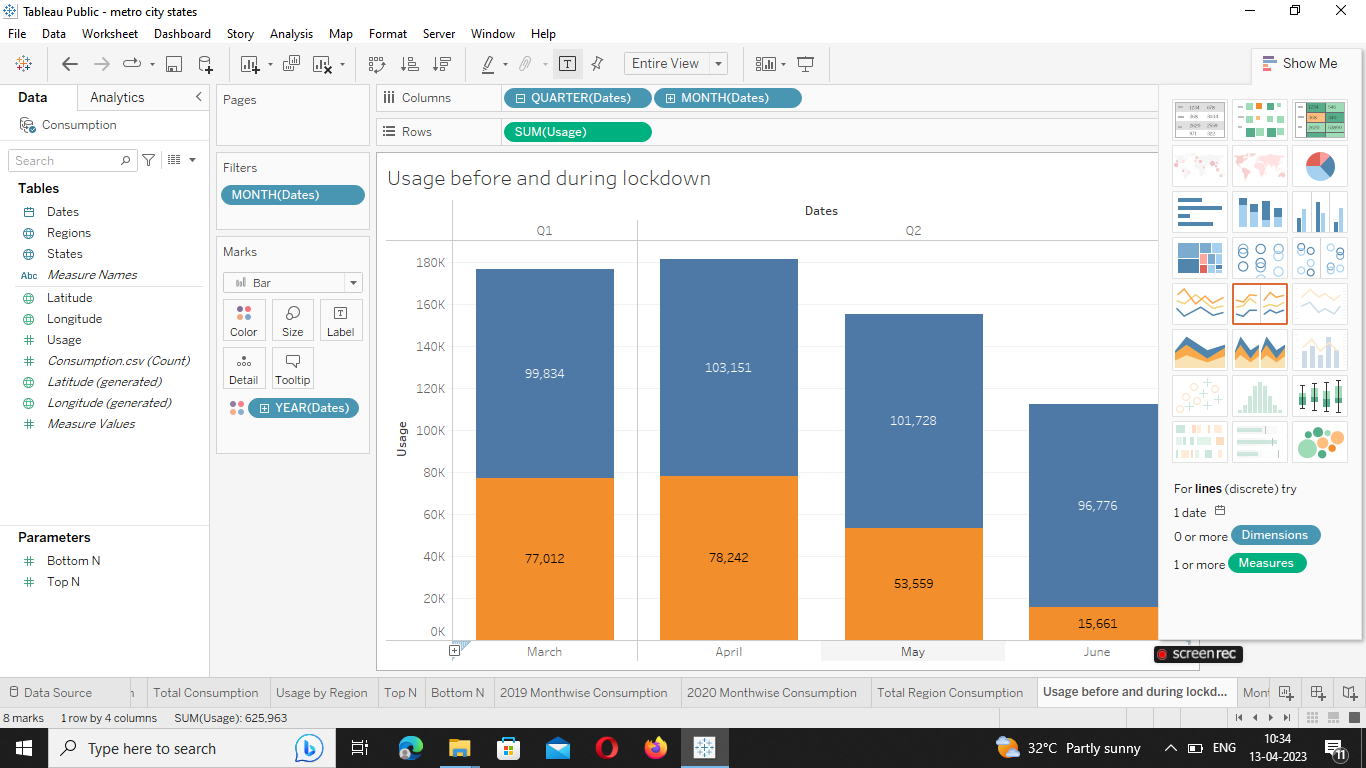 Tableau Public - metro city states
File Data Worksheet Dashboard Story Analysis Map Format Server Window Help
Entire View
Show Me
Data Analytics
Consumption
Search
Tables
Dates
Regions
States
Abc Measure Names
Latitude
Longitude
Usage
Consumption.csv (Count)
Latitude (generated)
Longitude (generated)
Measure Values
Parameters
Bottom N
Top N
Pages
Filters
MONTH(Dates)
Marks
Bar
Color Size Label
Detail Tooltip
YEAR(Dates)
Columns QUARTER(Dates) MONTH(Dates)
Rows SUM(Usage)
Usage before and during lockdown
Dates
Q1 Q2
Usage
180K
160K
140K
120K
100K
80K
60K
40K
20K
0K
99,834 103,151 101,728 96,776
77,012 78,242 53,559 15,661
March April May June
For lines (discrete) try
1 date
0 or more Dimensions
1 or more Measures
screenrec
Data Source Total Consumption Usage by Region Top N Bottom N 2019 Monthwise Consumption 2020 Monthwise Consumption Total Region Consumption Usage before and during lockd... Mont
8 marks 1 row by 4 columns SUM(Usage): 625,963
Type here to search
32°C Partly sunny
ENG
10:34
13-04-2023
11